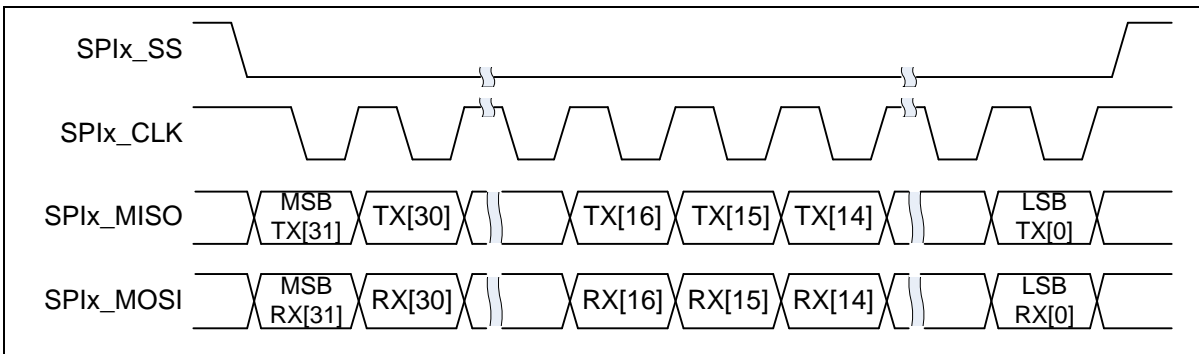 SPIx_SS
SPIx_CLK
SPIx_MISO
MSB
TX[31]
TX[30]
TX[16]
TX[15]
TX[14]
LSB
TX[0]
SPIx_MOSI
MSB
RX[31]
RX[30]
RX[16]
RX[15]
RX[14]
LSB
RX[0]